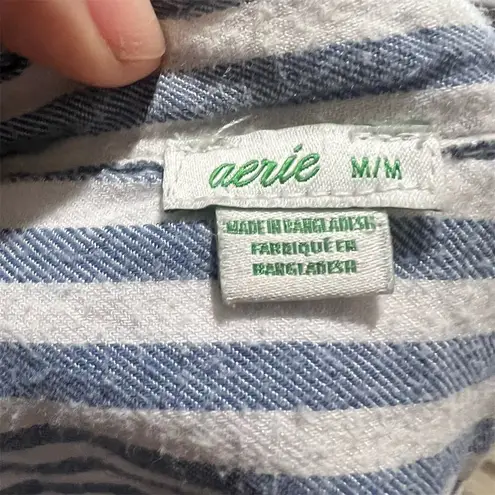 aerie M/M
MADE IN BANGLADESH
FABRIQUÉ EN
BANGLADESH